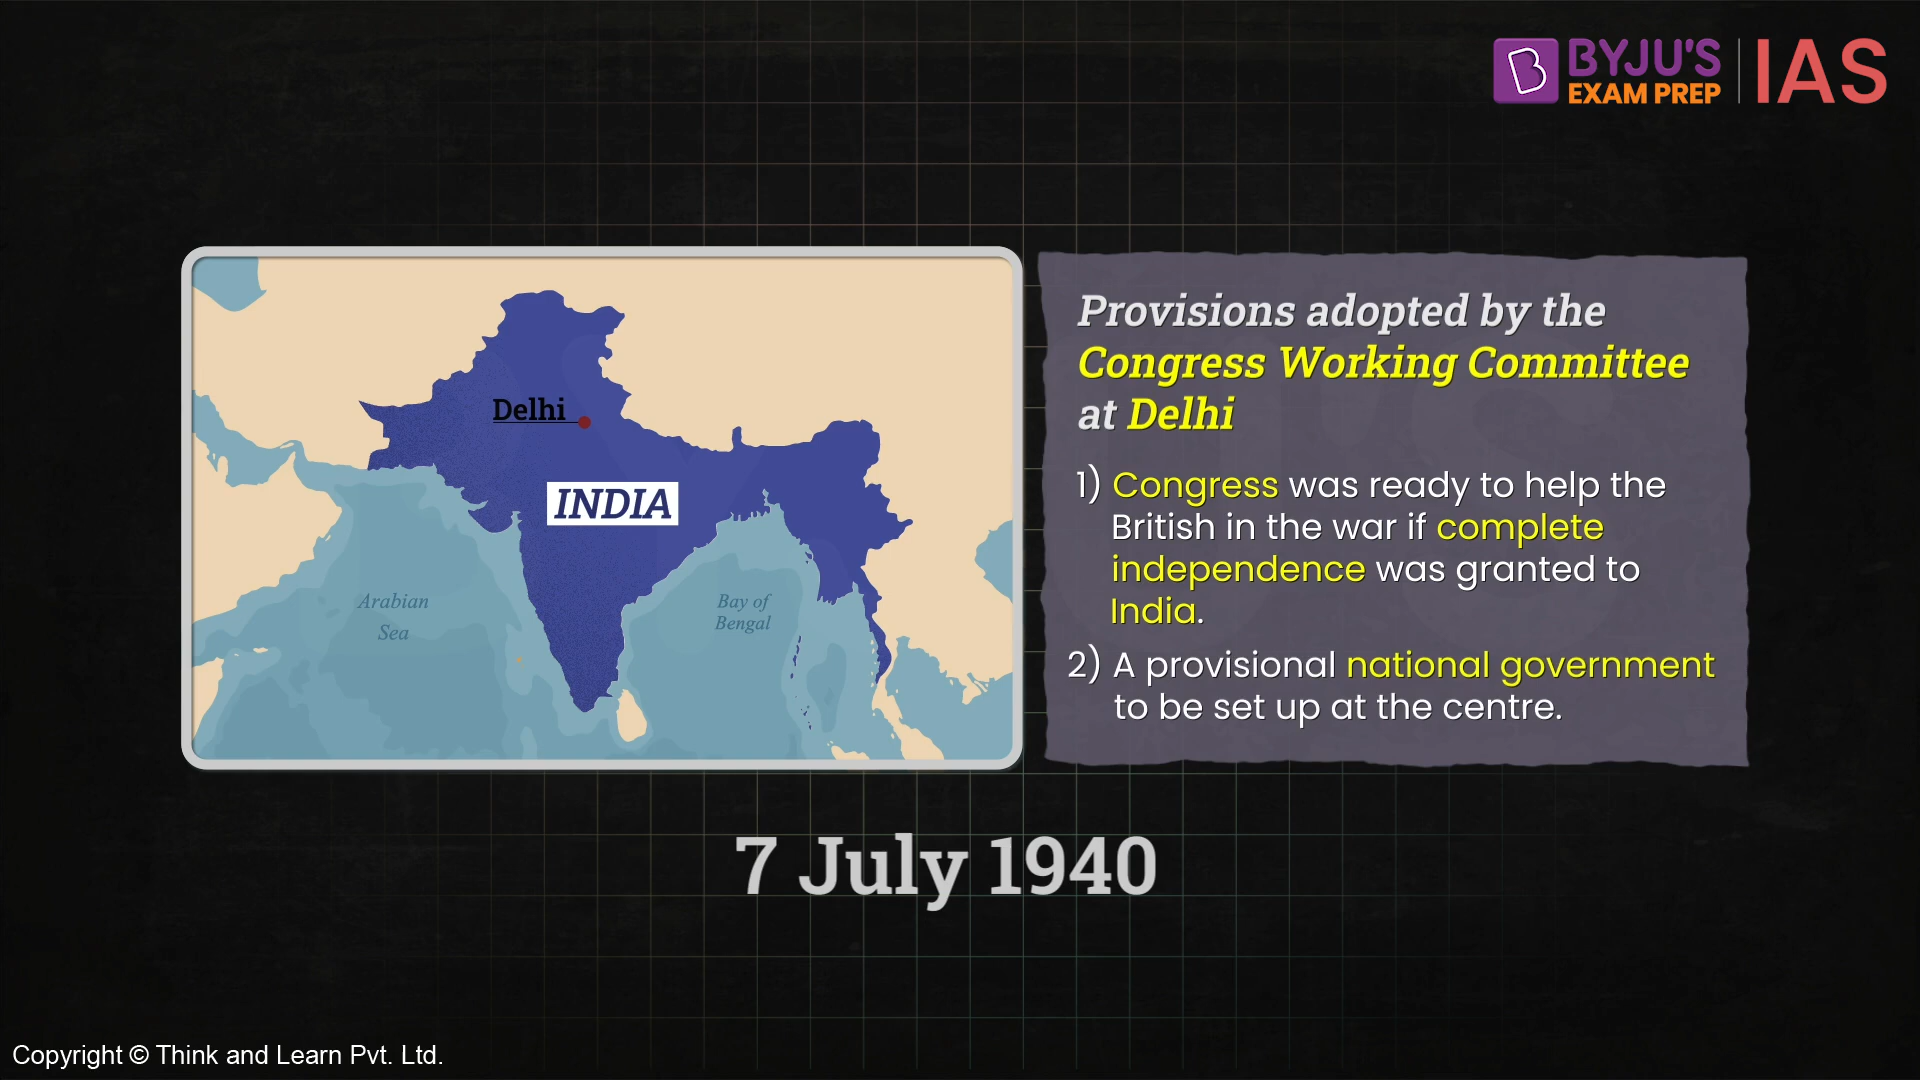 BYJU'S
EXAM PREP
IAS
Delhi
INDIA
Arabian
Sea
Bay of
Bengal
Provisions adopted by the
Congress Working Committee
at Delhi
1) Congress was ready to help the
British in the war if complete
independence was granted to
India.
2) A provisional national government
to be set up at the centre.
7 July 1940
Copyright © Think and Learn Pvt. Ltd.